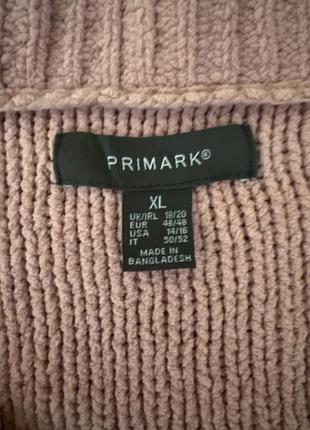 PRIMARK®
XL
UK/IRL 18/20
EUR 46/48
USA 14/16
IT 50/52
MADE IN
BANGLADESH